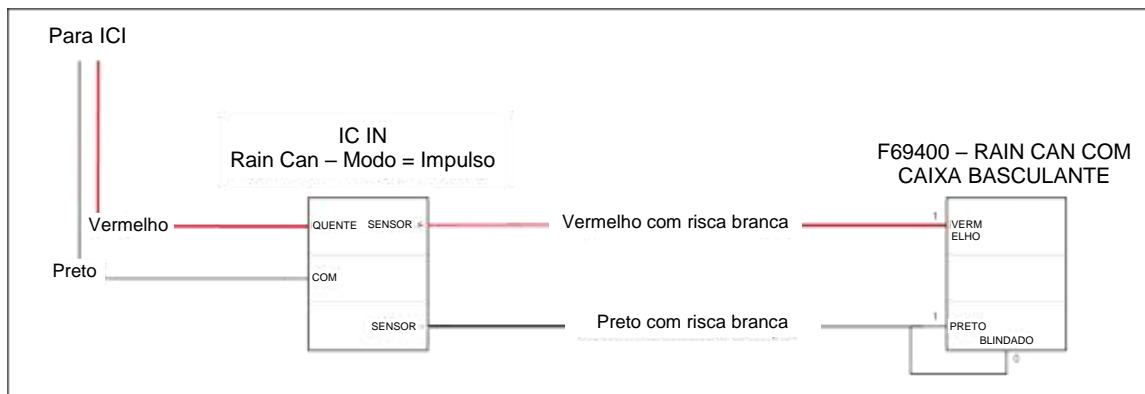 Para ICI
IC IN
Rain Can – Modo = Impulso
F69400 – RAIN CAN COM
CAIXA BASCULANTE
Vermelho
QUENTE
SENSOR
Vermelho com risca branca
1
VERM
ELHO
Preto
COM
SENSOR
Preto com risca branca
1
PRETO
BLINDADO
0